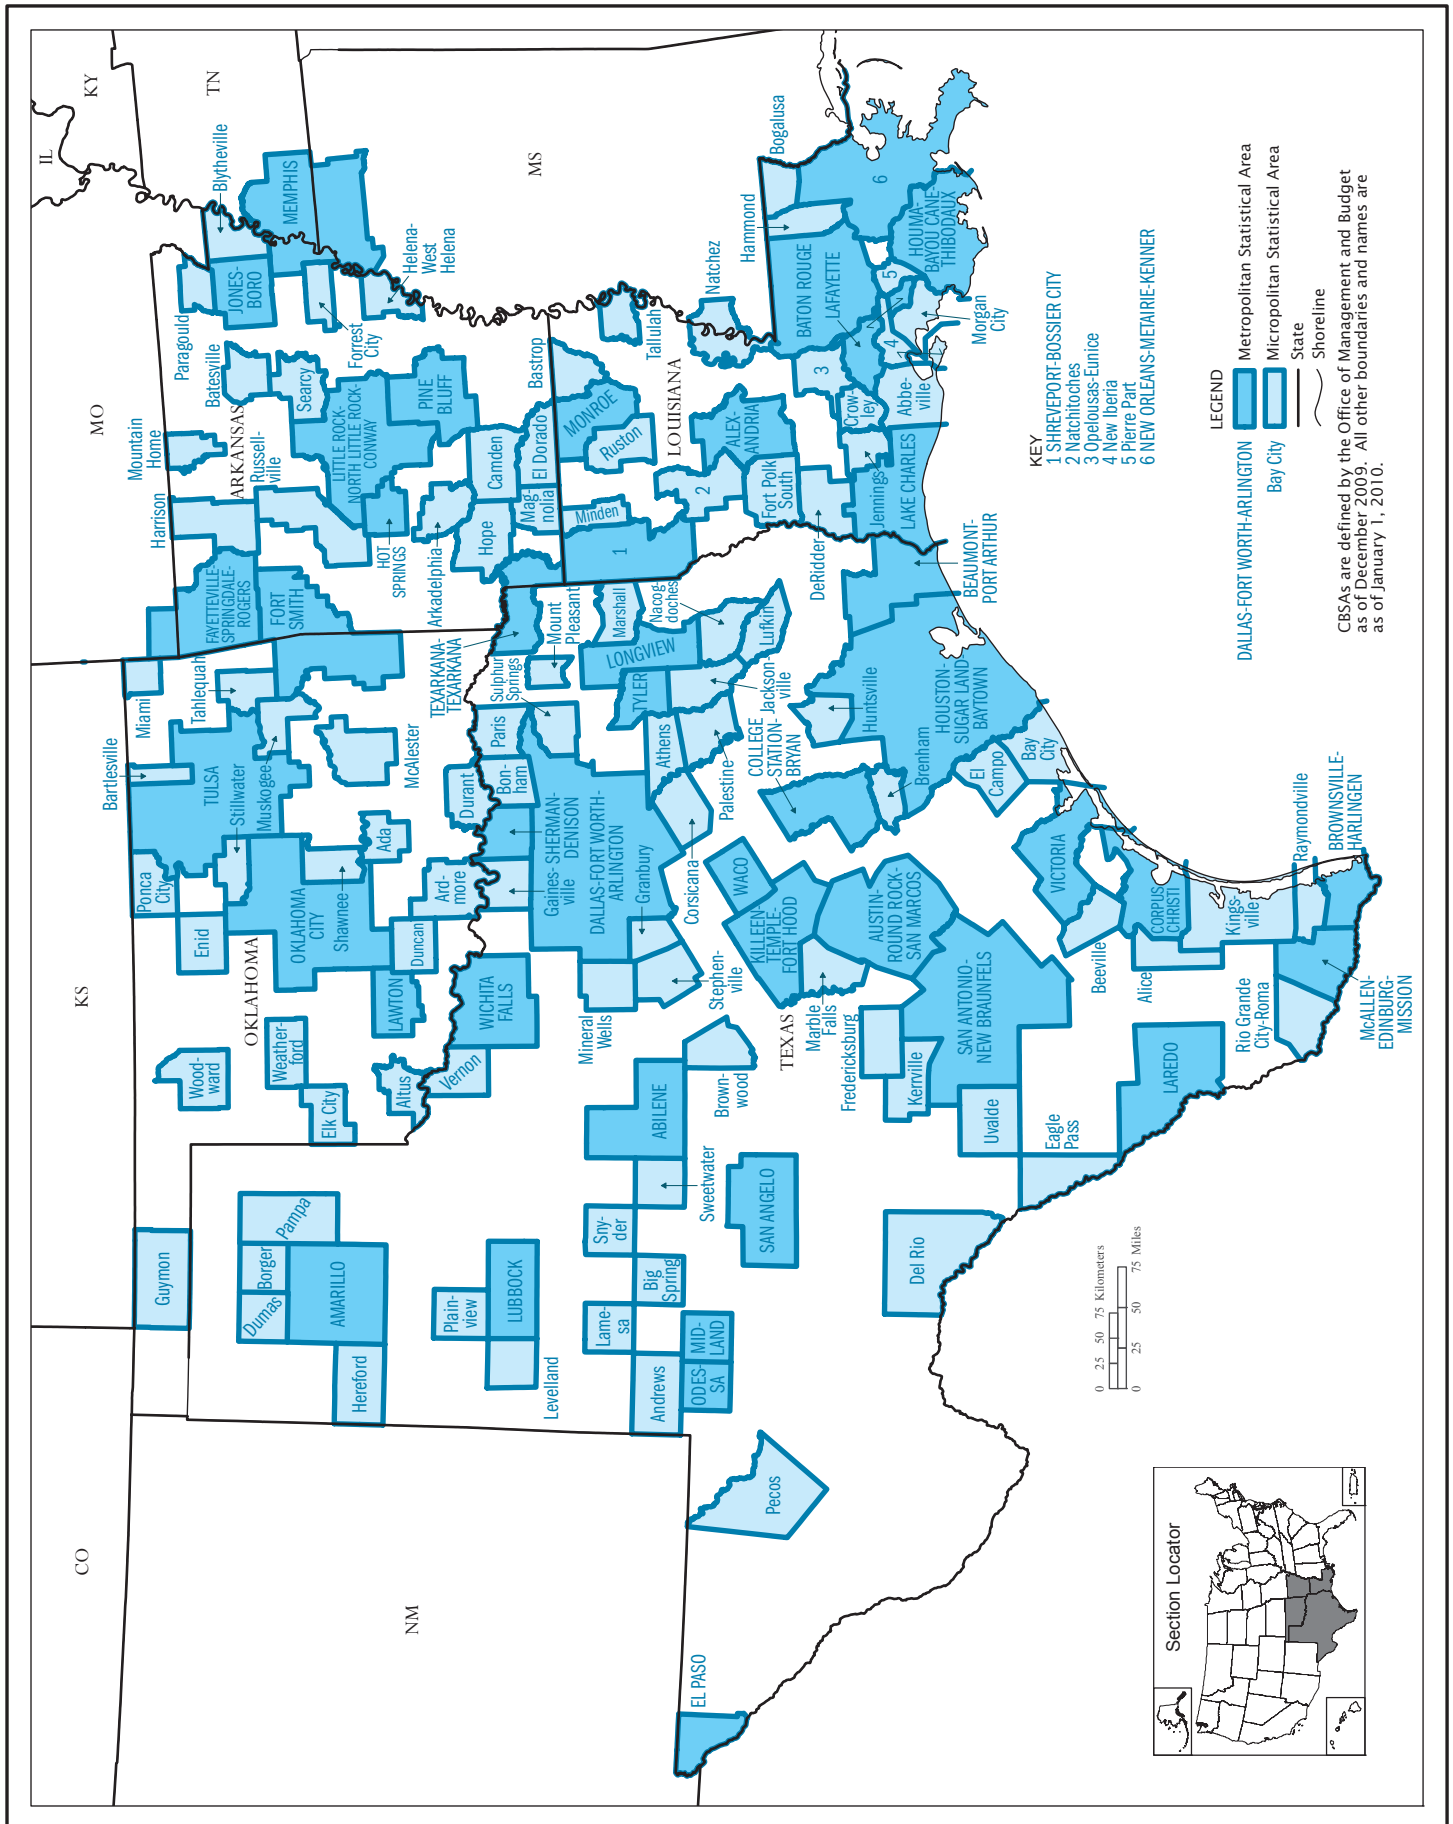 CO
KS
MO
IL
KY
TN
MS
NM
OKLAHOMA
ARKANSAS
TEXAS
LOUISIANA
Guymon
Dumas
Borger
Pampa
AMARILLO
Hereford
Plain-
view
LUBBOCK
Levelland
Lame-
sa
Sny-
der
Andrews
Big
Spring
Sweetwater
ABILENE
ODES-
SA
MID-
LAND
SAN ANGELO
Pecos
EL PASO
Del Rio
Eagle
Pass
Uvalde
Kerrville
Fredericksburg
LAREDO
Wood-
ward
Weather-
ford
Elk City
Altus
Vernon
Enid
Ponca
City
Bartlesville
Miami
TULSA
Stillwater
Muskogee
Tahlequah
OKLAHOMA
CITY
Shawnee
Ada
McAlester
LAWTON
Duncan
Ard-
more
Durant
WICHITA
FALLS
Gaines-
ville
SHERMAN-
DENISON
Bon-
ham
Paris
Sulphur
Springs
Mount
Pleasant
TEXARKANA-
TEXARKANA
DALLAS-FORT WORTH-
ARLINGTON
Granbury
Mineral
Wells
Stephen-
ville
Brown-
wood
Corsicana
Athens
Palestine
TYLER
LONGVIEW
Marshall
Nacog-
doches
Lufkin
Jackson-
ville
WACO
KILLEEN-
TEMPLE-
FORT HOOD
Marble
Falls
AUSTIN-
ROUND ROCK-
SAN MARCOS
SAN ANTONIO-
NEW BRAUNFELS
COLLEGE
STATION-
BRYAN
Brenham
Huntsville
HOUSTON-
SUGAR LAND
BAYTOWN
BEAUMONT-
PORT ARTHUR
El
Campo
Bay
City
VICTORIA
Beeville
CORPUS
CHRISTI
Alice
Kings-
ville
Rio Grande
City-Roma
McALLEN-
EDINBURG-
MISSION
Raymondville
BROWNSVILLE-
HARLINGEN
FAYETTEVILLE-
SPRINGDALE-
ROGERS
FORT
SMITH
Harrison
Mountain
Home
Russell-
ville
Batesville
Paragould
JONES-
BORO
Blytheville
MEMPHIS
Searcy
Forrest
City
Helena-
West
Helena
LITTLE ROCK-
NORTH LITTLE ROCK-
CONWAY
HOT
SPRINGS
PINE
BLUFF
Arkadelphia
Hope
Camden
Mag-
nolia
El Dorado
1
Minden
Ruston
MONROE
Bastrop
Tallulah
Natchez
2
ALEX-
ANDRIA
Fort Polk
South
DeRidder
LAKE CHARLES
Jennings
Crow-
ley
Abbe-
ville
3
LAFAYETTE
4
BATON ROUGE
Hammond
Bogalusa
5
6
Morgan
City
HOUMA-
BAYOU CANE-
THIBODAUX
KEY
1 SHREVEPORT-BOSSIER CITY
2 Natchitoches
3 Opelousas-Eunice
4 New Iberia
5 Pierre Part
6 NEW ORLEANS-METAIRIE-KENNER
LEGEND
DALLAS-FORT WORTH-ARLINGTON Metropolitan Statistical Area
Bay City Micropolitan Statistical Area
State
Shoreline
CBSAs are defined by the Office of Management and Budget
as of December 2009. All other boundaries and names are
as of January 1, 2010.
0 25 50 75 Kilometers
0 25 50 75 Miles
Section Locator